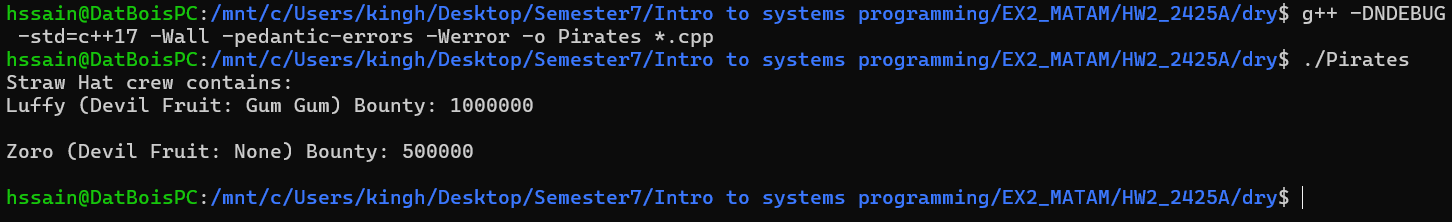 hssain@DatBoisPC:/mnt/c/Users/kingh/Desktop/Semester7/Intro to systems programming/EX2_MATAM/HW2_2425A/dry$ g++ -DNDEBUG
 -std=c++17 -Wall -pedantic-errors -Werror -o Pirates *.cpp
hssain@DatBoisPC:/mnt/c/Users/kingh/Desktop/Semester7/Intro to systems programming/EX2_MATAM/HW2_2425A/dry$ ./Pirates
Straw Hat crew contains:
Luffy (Devil Fruit: Gum Gum) Bounty: 1000000

Zoro (Devil Fruit: None) Bounty: 500000

hssain@DatBoisPC:/mnt/c/Users/kingh/Desktop/Semester7/Intro to systems programming/EX2_MATAM/HW2_2425A/dry$